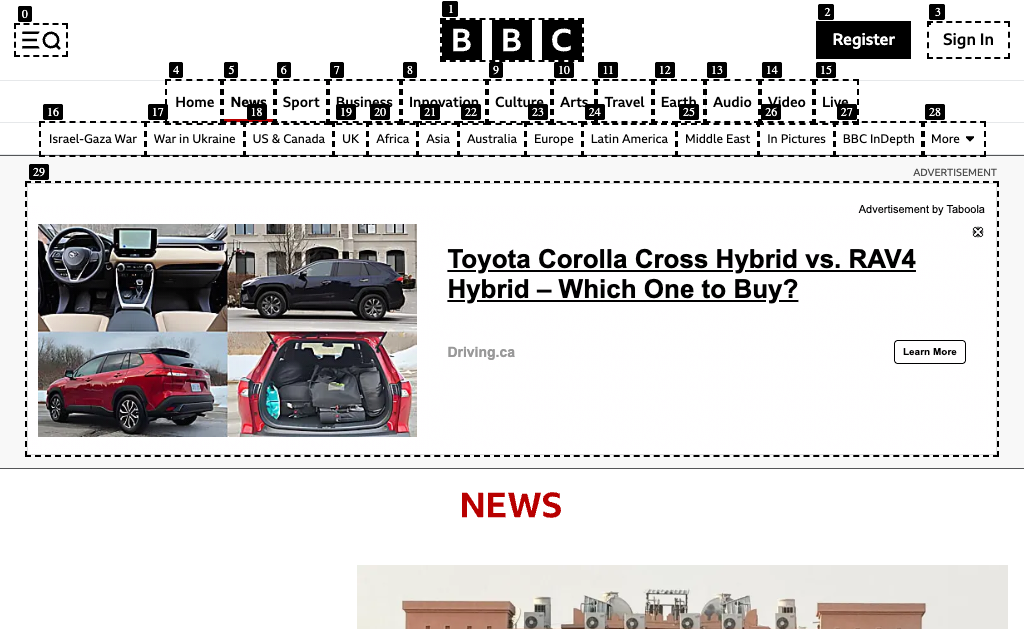 0
1
2
3
BBC
Register
Sign In
4
5
6
7
8
9
10
11
12
13
14
15
Home
News
Sport
Business
Innovation
Culture
Arts
Travel
Earth
Audio
Video
Live
16
17
18
19
20
21
22
23
24
25
26
27
28
Israel-Gaza War
War in Ukraine
US & Canada
UK
Africa
Asia
Australia
Europe
Latin America
Middle East
In Pictures
BBC InDepth
More
29
ADVERTISEMENT
Advertisement by Taboola
Toyota Corolla Cross Hybrid vs. RAV4
Hybrid – Which One to Buy?
Driving.ca
Learn More
NEWS